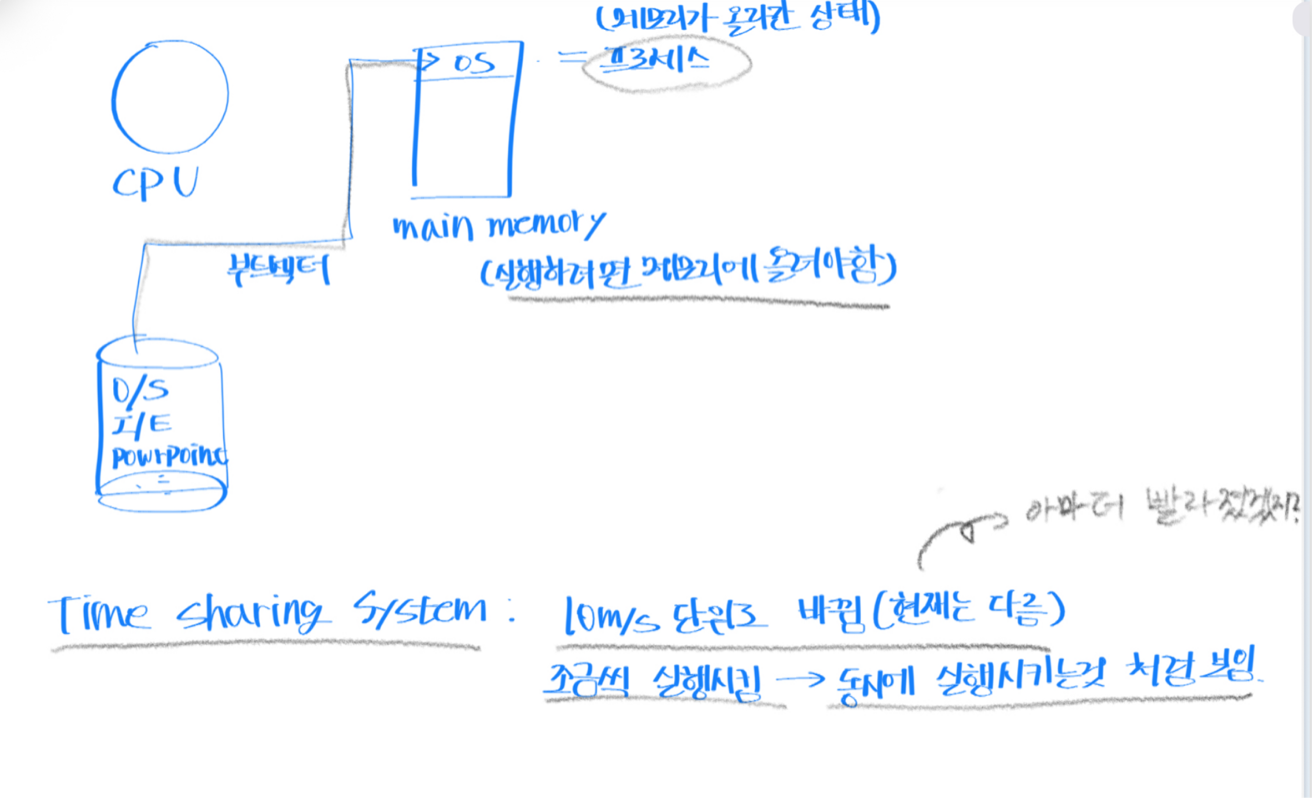 (메모리가 올라간 상태)
OS = 프로세스
CPU
main memory
부트섹터
(실행하려면 메모리에 올려야함)
O/S
I/E
powrpoint
아마더 빨라졌겠지?
Time sharing System : 10m/s 단위로 바뀜 (현재는 다름)
조금씩 실행시킴 → 동시에 실행시키는것 처럼 보임.